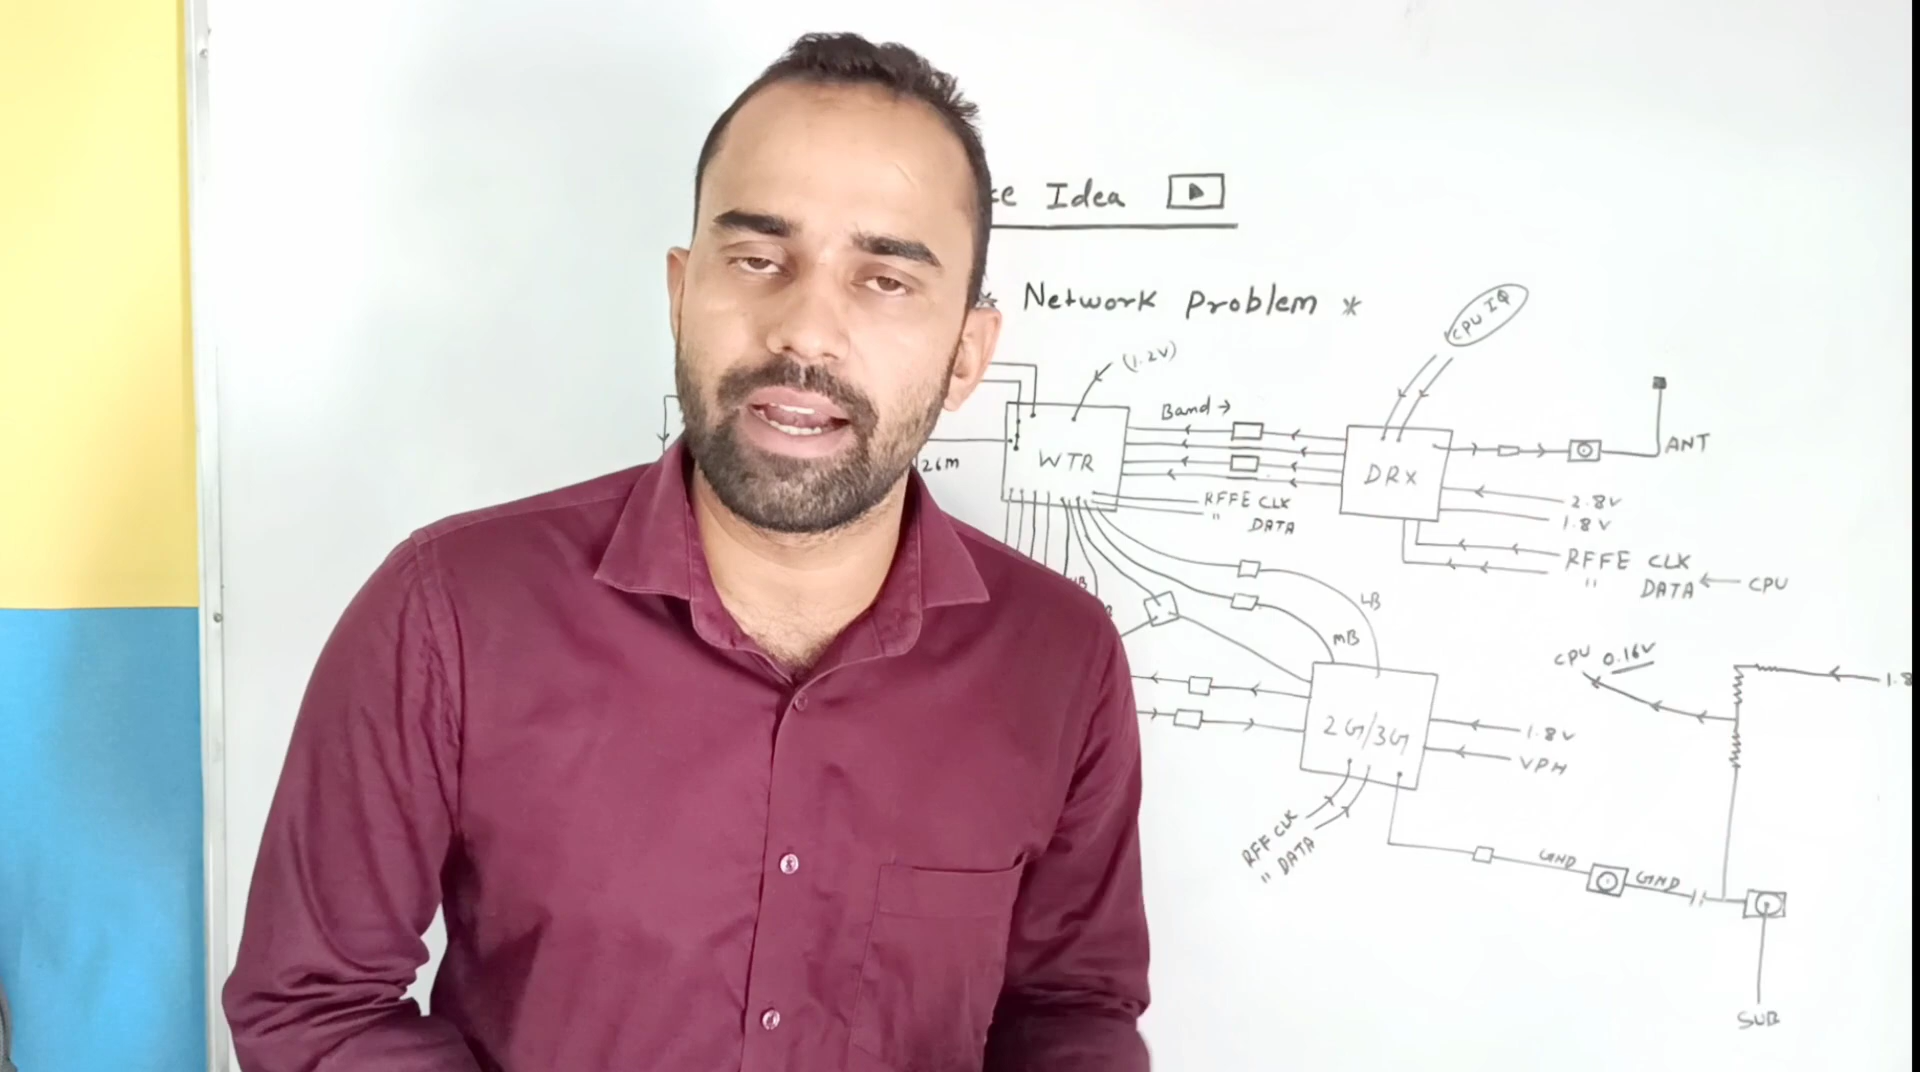 Idea
* Network problem *
CPU IQ
(1.2V)
Band →
26m
WTR
DRX
ANT
2.8V
1.8V
RFFE CLK
" DATA
RFFE CLK
" DATA ← CPU
LB
MB
CPU 0.16V
2G/3G
1.8V
VPH
RFF CLK
" DATA
GND
GND
SUB